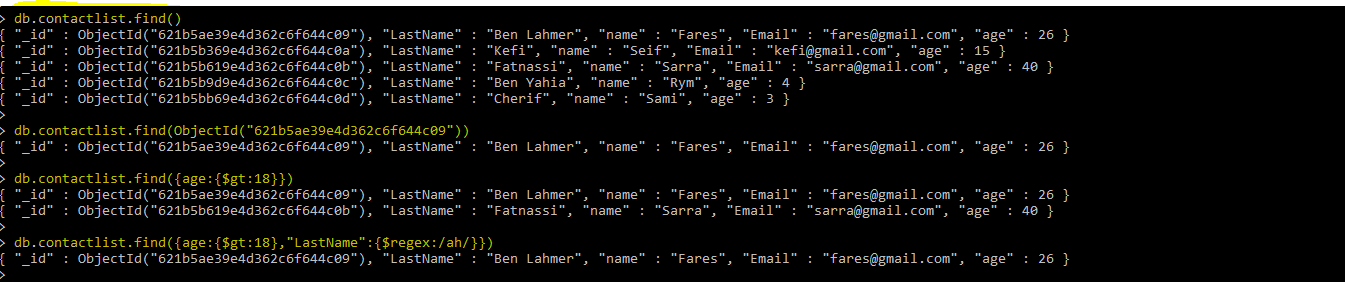 > db.contactlist.find()
{ "_id" : ObjectId("621b5ae39e4d362c6f644c09"), "LastName" : "Ben Lahmer", "name" : "Fares", "Email" : "fares@gmail.com", "age" : 26 }
{ "_id" : ObjectId("621b5b369e4d362c6f644c0a"), "LastName" : "Kefi", "name" : "Seif", "Email" : "kefi@gmail.com", "age" : 15 }
{ "_id" : ObjectId("621b5b619e4d362c6f644c0b"), "LastName" : "Fatnassi", "name" : "Sarra", "Email" : "sarra@gmail.com", "age" : 40 }
{ "_id" : ObjectId("621b5b9d9e4d362c6f644c0c"), "LastName" : "Ben Yahia", "name" : "Rym", "age" : 4 }
{ "_id" : ObjectId("621b5bb69e4d362c6f644c0d"), "LastName" : "Cherif", "name" : "Sami", "age" : 3 }
>
> db.contactlist.find(ObjectId("621b5ae39e4d362c6f644c09"))
{ "_id" : ObjectId("621b5ae39e4d362c6f644c09"), "LastName" : "Ben Lahmer", "name" : "Fares", "Email" : "fares@gmail.com", "age" : 26 }
>
> db.contactlist.find({age:{$gt:18}})
{ "_id" : ObjectId("621b5ae39e4d362c6f644c09"), "LastName" : "Ben Lahmer", "name" : "Fares", "Email" : "fares@gmail.com", "age" : 26 }
{ "_id" : ObjectId("621b5b619e4d362c6f644c0b"), "LastName" : "Fatnassi", "name" : "Sarra", "Email" : "sarra@gmail.com", "age" : 40 }
>
> db.contactlist.find({age:{$gt:18},"LastName":{$regex:/ah/}})
{ "_id" : ObjectId("621b5ae39e4d362c6f644c09"), "LastName" : "Ben Lahmer", "name" : "Fares", "Email" : "fares@gmail.com", "age" : 26 }
>